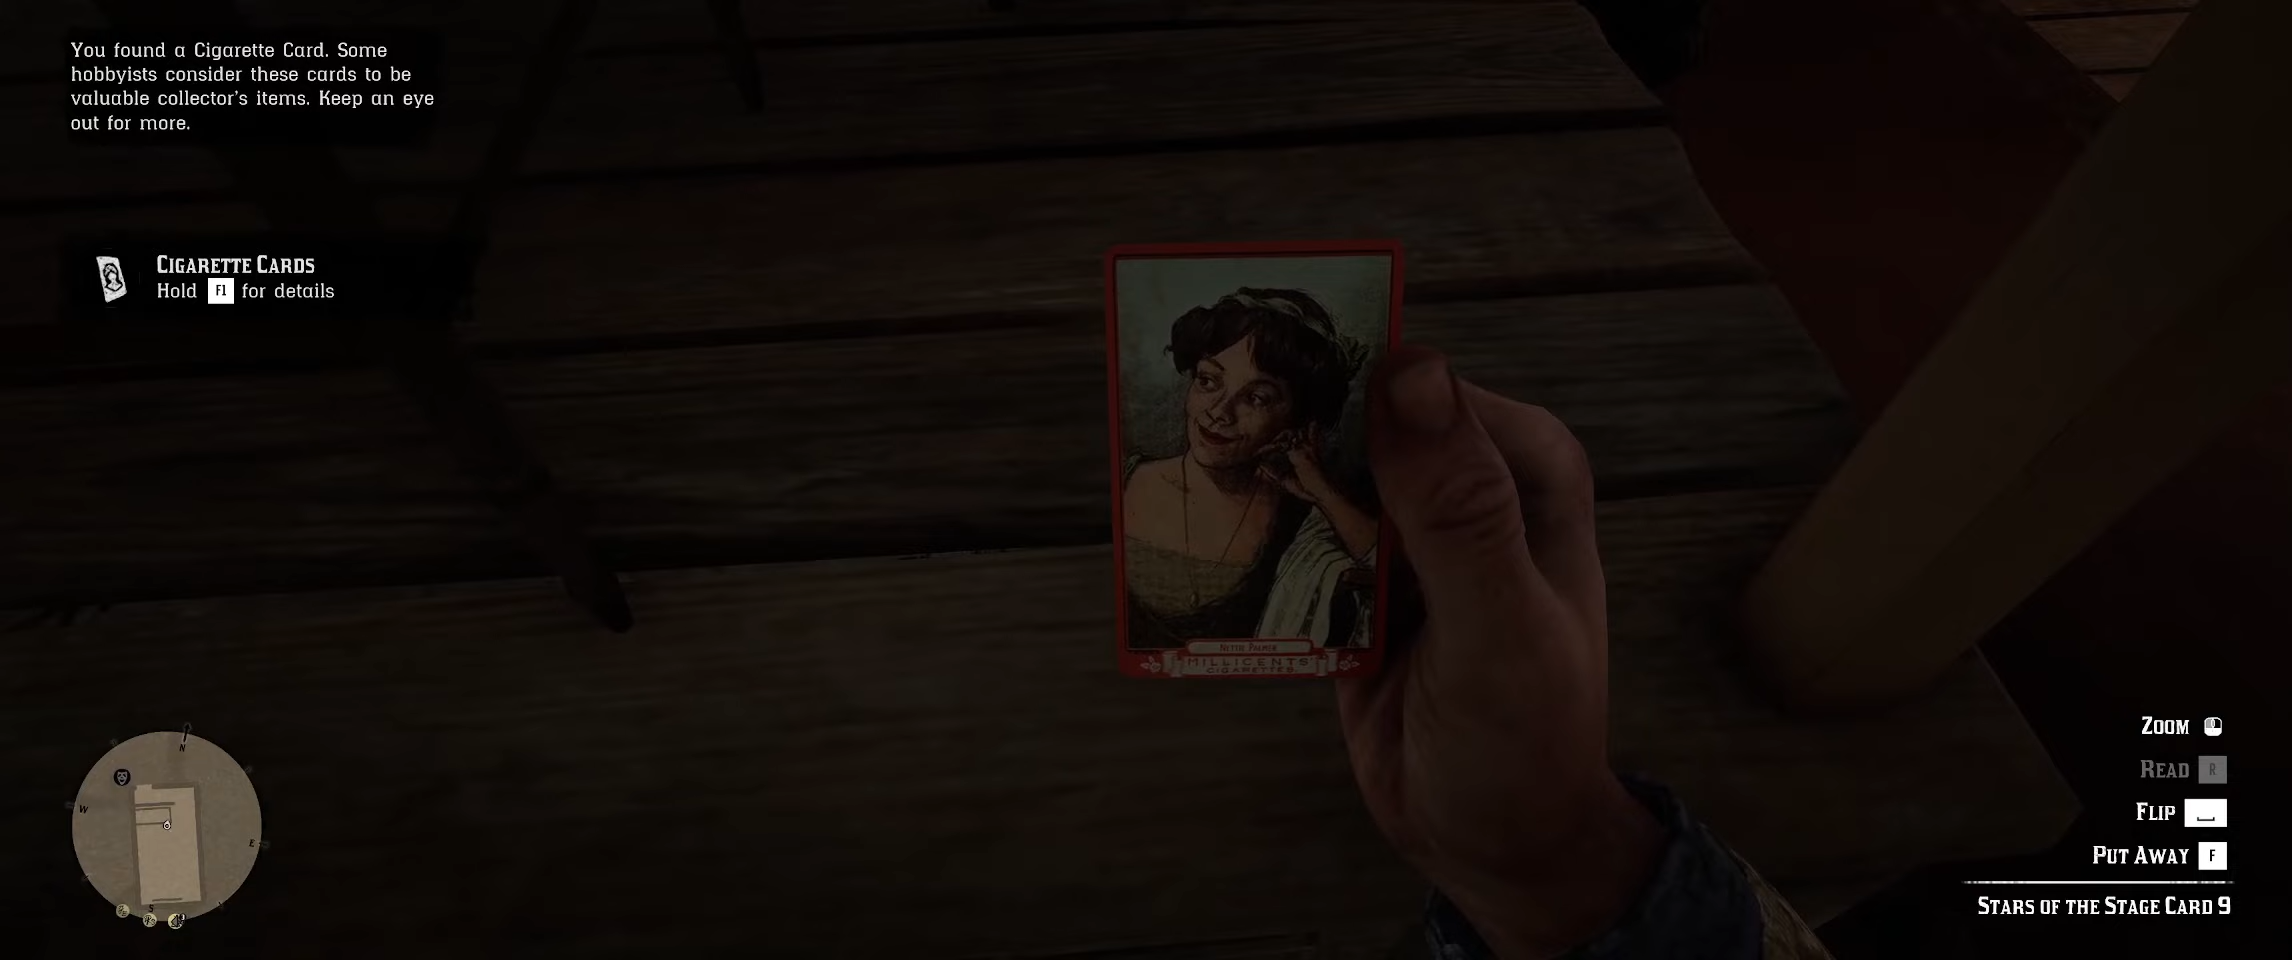 You found a Cigarette Card. Some
hobbyists consider these cards to be
valuable collector's items. Keep an eye
out for more.
CIGARETTE CARDS
Hold F1 for details
NETTIE PALMER
MILLICENTS
CIGARETTES
N
W
E
S
ZOOM
READ R
FLIP
PUT AWAY F
STARS OF THE STAGE CARD 9